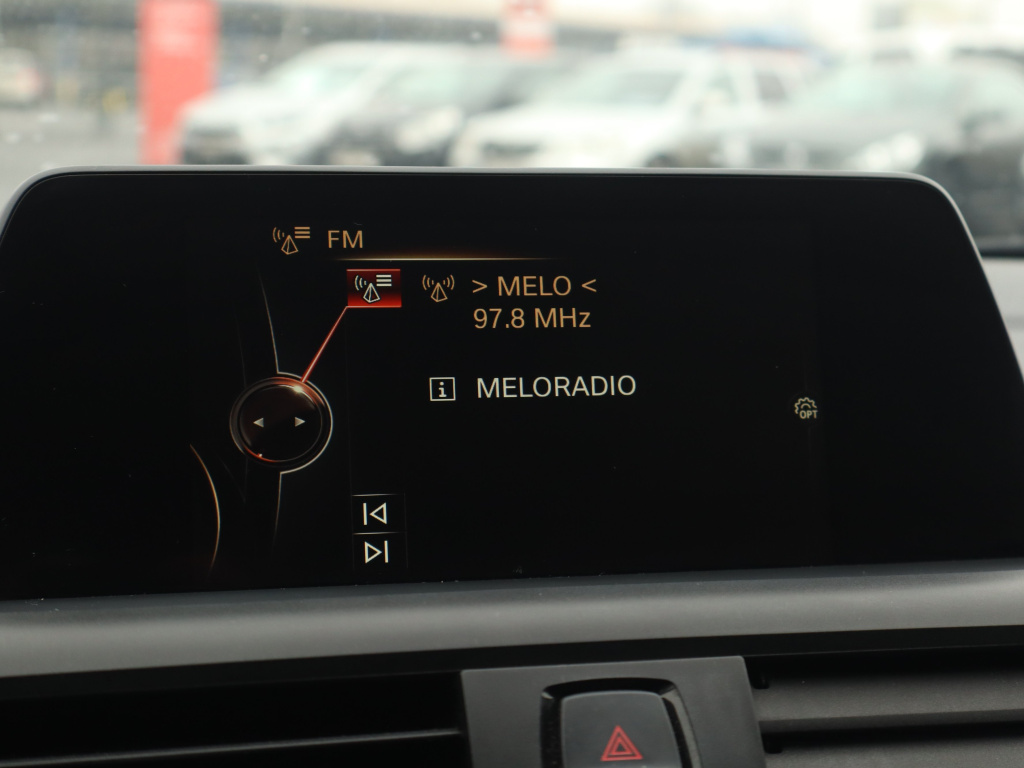 FM
> MELO <
97.8 MHz
i MELORADIO
OPT